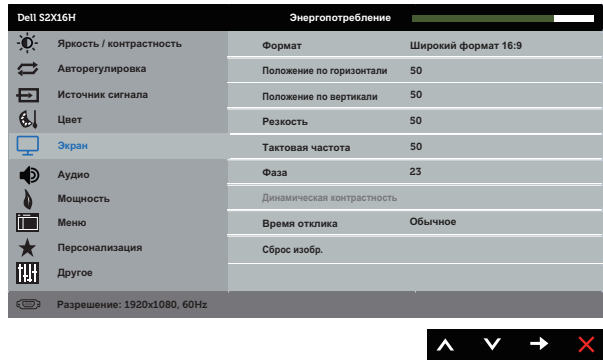 Dell S2X16H Энергопотребление
Яркость / контрастность Формат Широкий формат 16:9
Авторегулировка Положение по горизонтали 50
Источник сигнала Положение по вертикали 50
Цвет Резкость 50
Экран Тактовая частота 50
Аудио Фаза 23
Мощность Динамическая контрастность
Меню Время отклика Обычное
Персонализация Сброс изобр.
Другое
Разрешение: 1920x1080, 60Hz